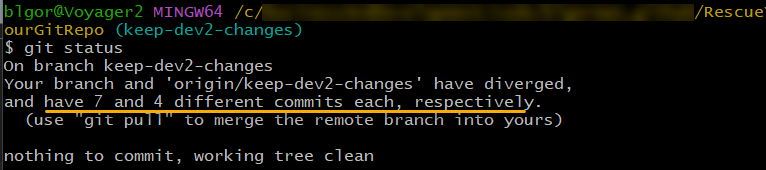 blgor@Voyager2 MINGW64 /c/ /Rescue
ourGitRepo (keep-dev2-changes)
$ git status
On branch keep-dev2-changes
Your branch and 'origin/keep-dev2-changes' have diverged,
and have 7 and 4 different commits each, respectively.
  (use "git pull" to merge the remote branch into yours)

nothing to commit, working tree clean